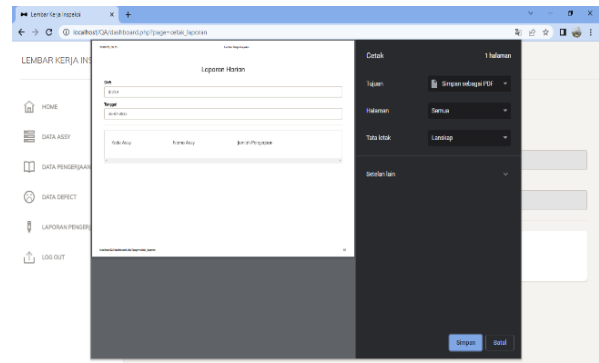 Lembar Kerja Inspeksi
localhost/QA/dashboard.php?page=cetak_laporan
LEMBAR KERJA INS
HOME
DATA ASSY
DATA PENGERJAAN
DATA DEFECT
LAPORAN PENGERJ
LOG OUT
Laporan Harian
Tanggal
Kode Assy
Nama Assy
Jumlah Pengerjaan
Cetak
1 halaman
Tujuan
Simpan sebagai PDF
Halaman
Semua
Tata letak
Lanskap
Setelan lain
Simpan
Batal